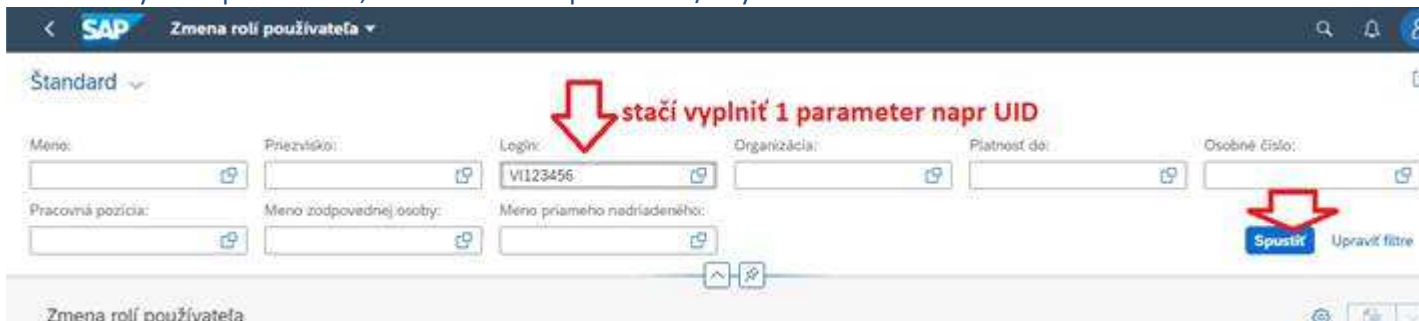 SAP Zmena rolí používateľa
Štandard
stačí vyplniť 1 parameter napr UID
Meno: Priezvisko: Login: Organizácia: Platnosť do: Osobné číslo:
VI123456
Pracovná pozícia: Meno zodpovednej osoby: Meno priameho nadriadeného:
Spustiť Upraviť filtre
Zmena rolí používateľa